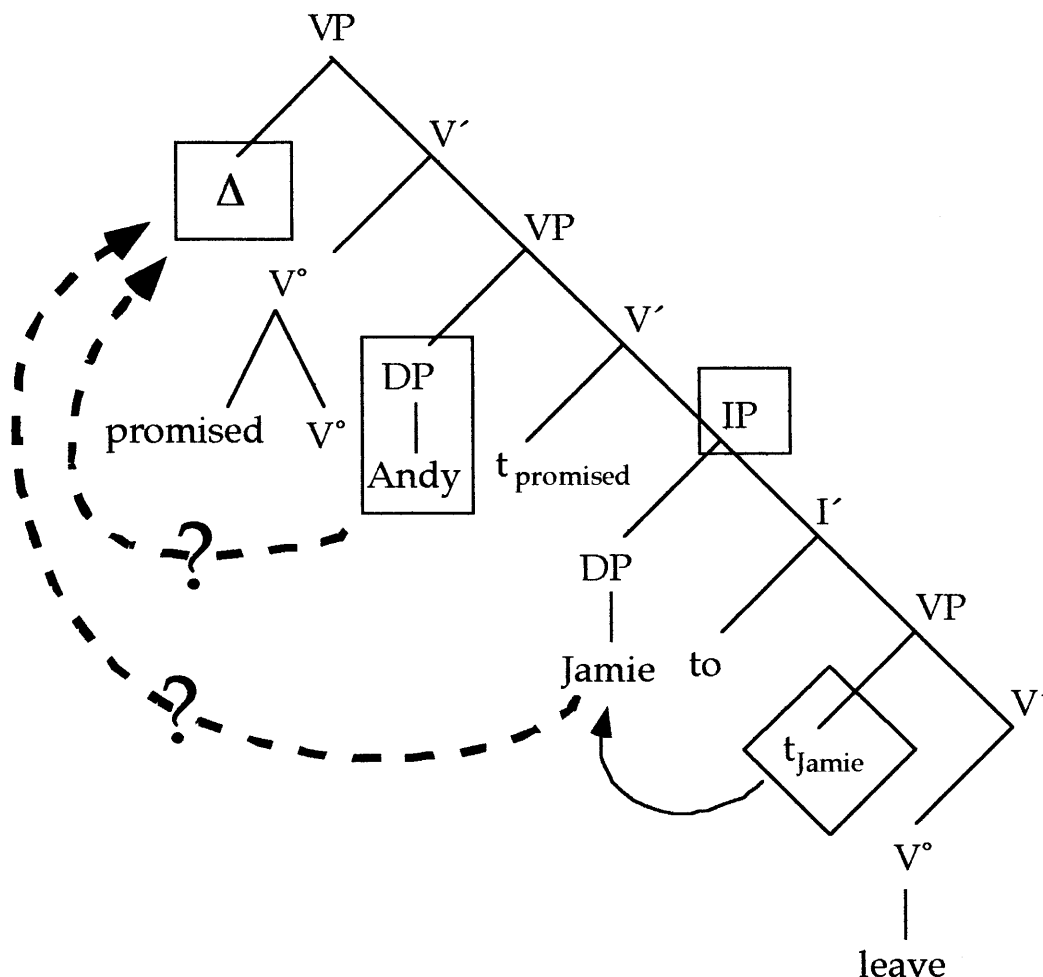 VP
V´
Δ
VP
V°
V´
DP
IP
promised V°
Andy
t promised
I´
?
DP
VP
Jamie to
?
V´
t Jamie
V°
leave